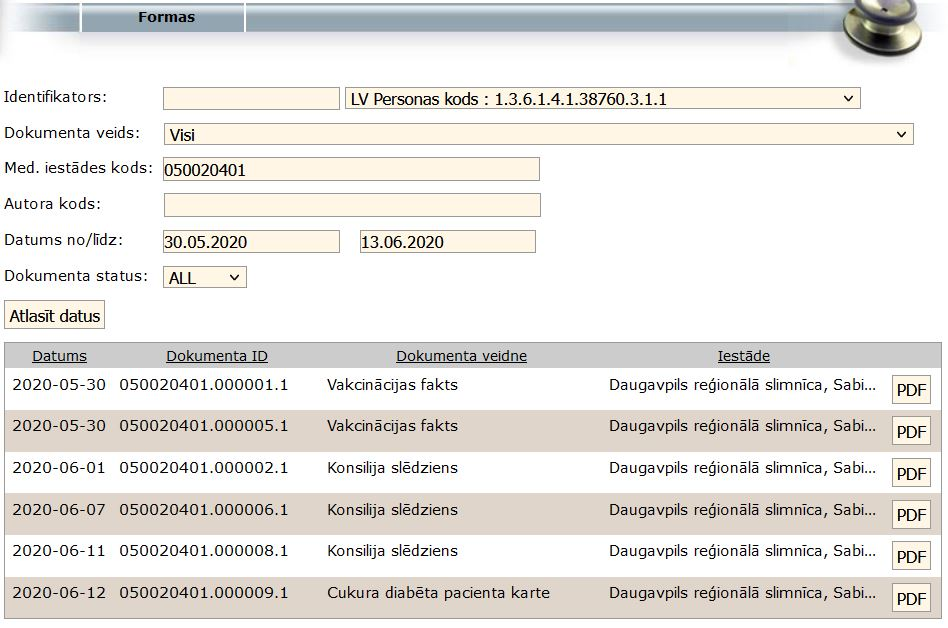 Formas
Identifikators: LV Personas kods : 1.3.6.1.4.1.38760.3.1.1
Dokumenta veids: Visi
Med. iestādes kods: 050020401
Autora kods:
Datums no/līdz: 30.05.2020 13.06.2020
Dokumenta status: ALL
Atlasīt datus
Datums Dokumenta ID Dokumenta veidne Iestāde
2020-05-30 050020401.000001.1 Vakcinācijas fakts Daugavpils reģionālā slimnīca, Sabi... PDF
2020-05-30 050020401.000005.1 Vakcinācijas fakts Daugavpils reģionālā slimnīca, Sabi... PDF
2020-06-01 050020401.000002.1 Konsilija slēdziens Daugavpils reģionālā slimnīca, Sabi... PDF
2020-06-07 050020401.000006.1 Konsilija slēdziens Daugavpils reģionālā slimnīca, Sabi... PDF
2020-06-11 050020401.000008.1 Konsilija slēdziens Daugavpils reģionālā slimnīca, Sabi... PDF
2020-06-12 050020401.000009.1 Cukura diabēta pacienta karte Daugavpils reģionālā slimnīca, Sabi... PDF